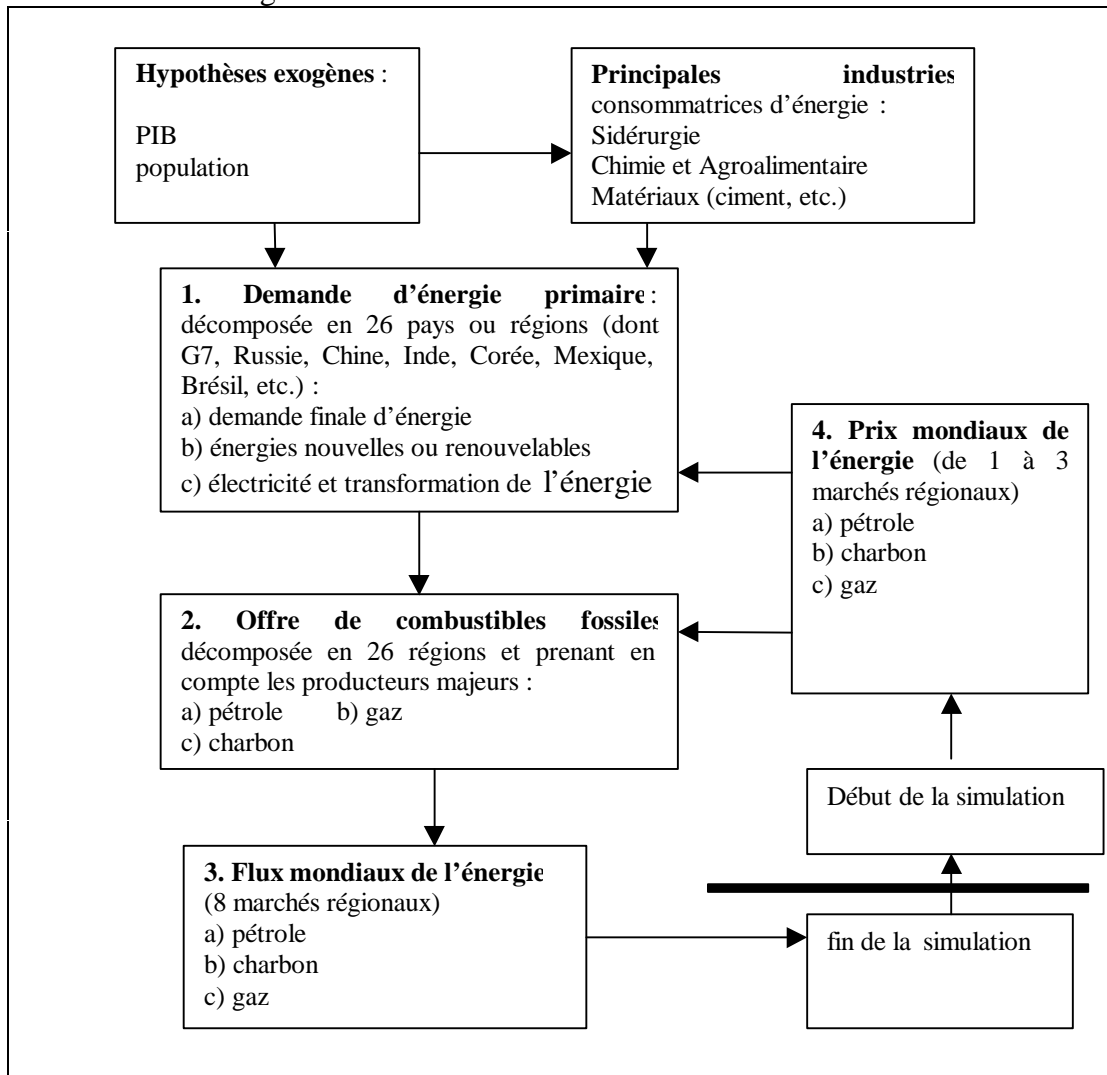 Hypothèses exogènes :
PIB
population
Principales industries
consommatrices d’énergie :
Sidérurgie
Chimie et Agroalimentaire
Matériaux (ciment, etc.)
1. Demande d’énergie primaire :
décomposée en 26 pays ou régions (dont
G7, Russie, Chine, Inde, Corée, Mexique,
Brésil, etc.) :
a) demande finale d’énergie
b) énergies nouvelles ou renouvelables
c) électricité et transformation de l’énergie
4. Prix mondiaux de
l’énergie (de 1 à 3
marchés régionaux)
a) pétrole
b) charbon
c) gaz
2. Offre de combustibles fossiles
décomposée en 26 régions et prenant en
compte les producteurs majeurs :
a) pétrole b) gaz
c) charbon
Début de la simulation
3. Flux mondiaux de l’énergie
(8 marchés régionaux)
a) pétrole
b) charbon
c) gaz
fin de la simulation